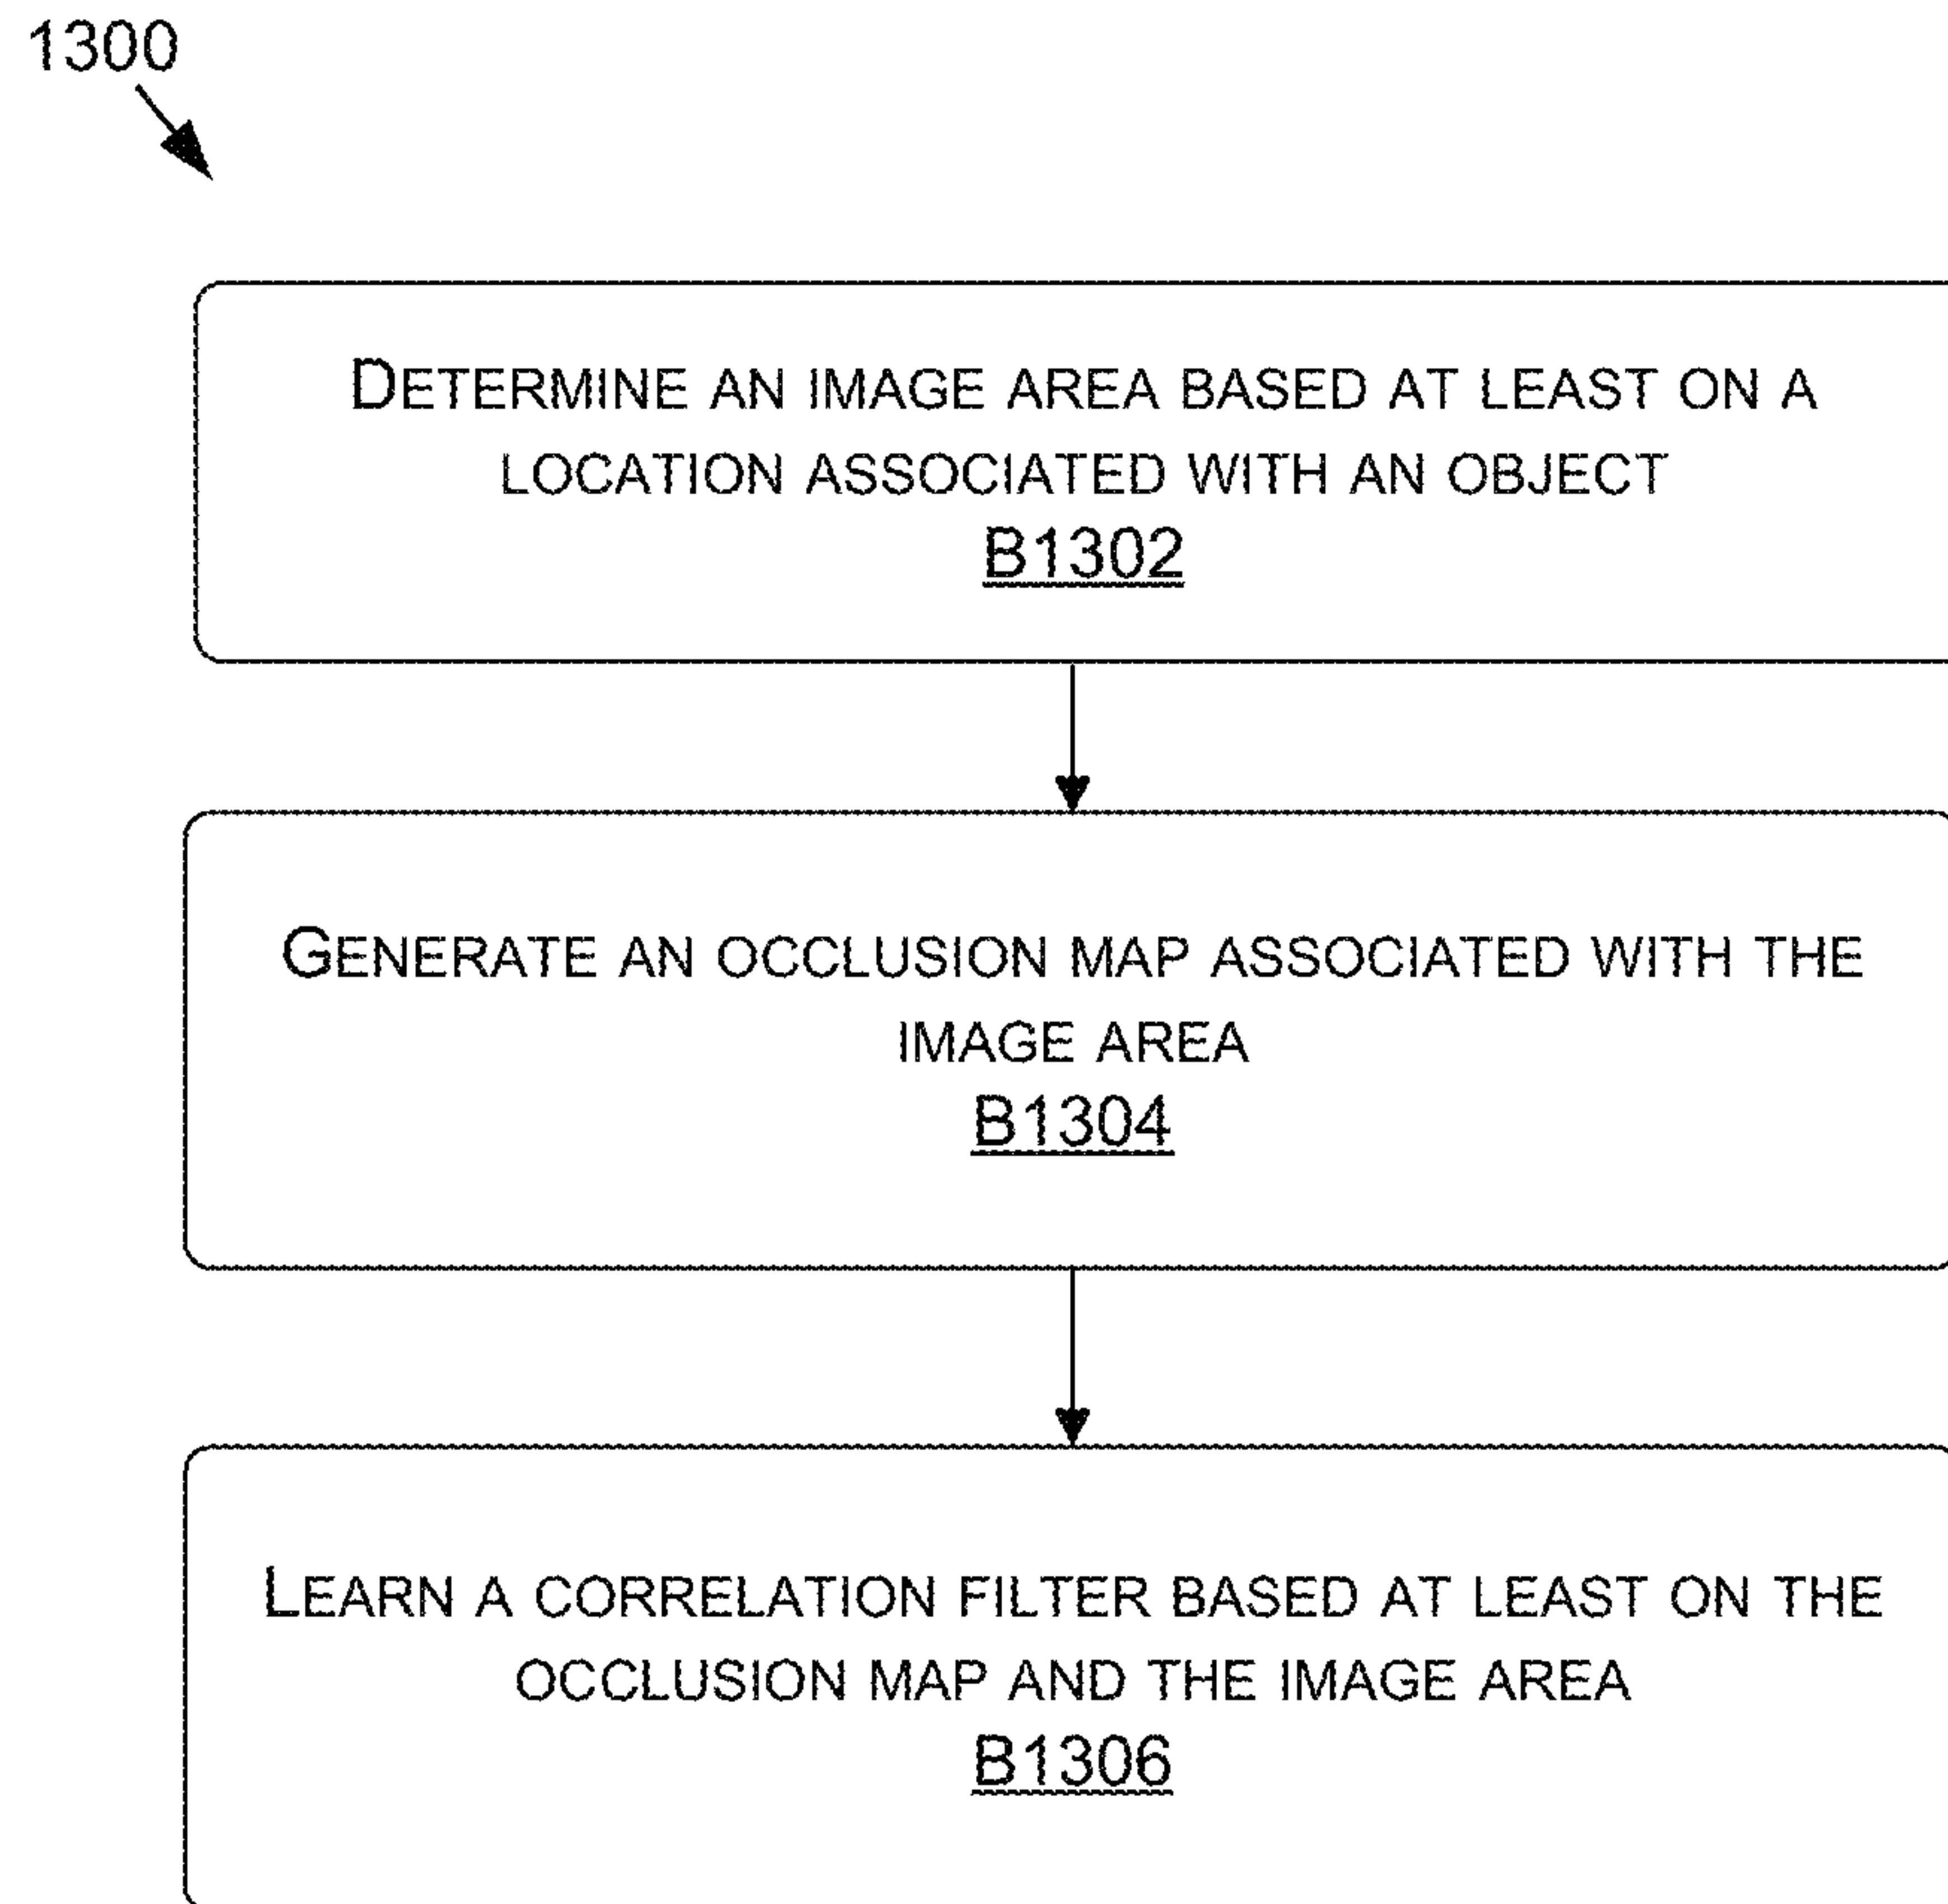 1300
DETERMINE AN IMAGE AREA BASED AT LEAST ON A
LOCATION ASSOCIATED WITH AN OBJECT
B1302
GENERATE AN OCCLUSION MAP ASSOCIATED WITH THE
IMAGE AREA
B1304
LEARN A CORRELATION FILTER BASED AT LEAST ON THE
OCCLUSION MAP AND THE IMAGE AREA
B1306